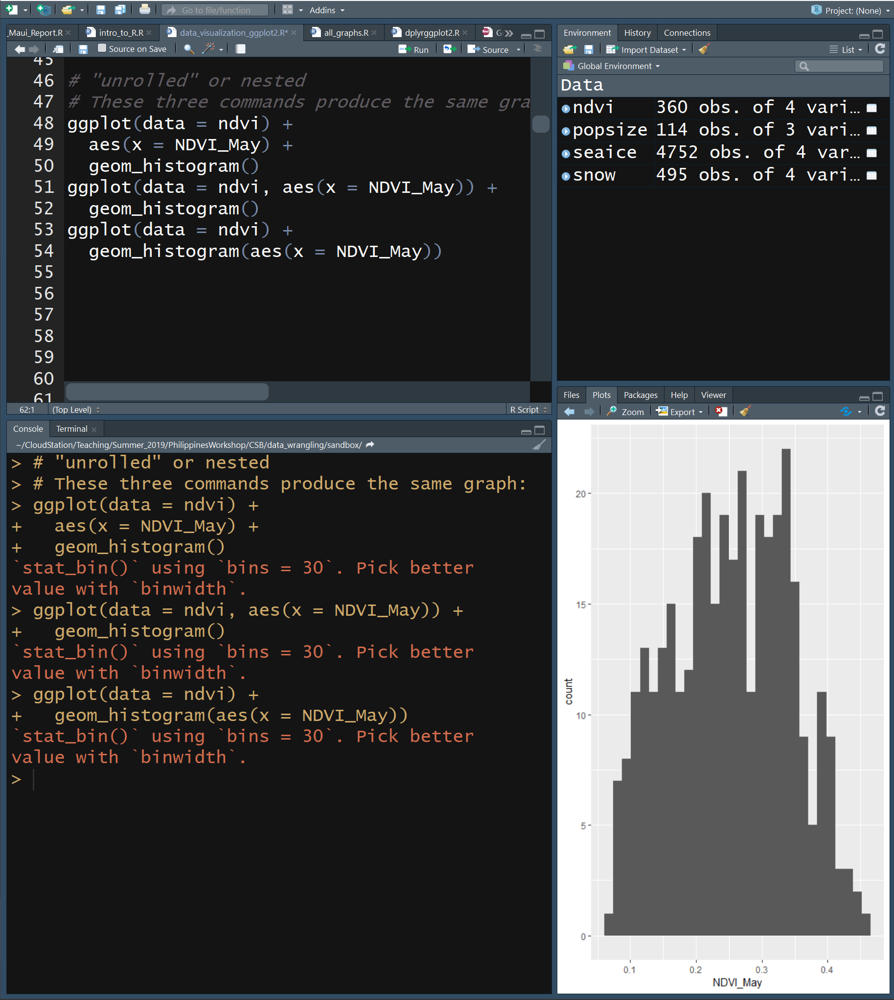 Go to file/function
Addins
Project: (None)
_Maui_Report.R
intro_to_R.R
data_visualization_ggplot2.R*
all_graphs.R
dplyrggplot2.R
Source on Save
Run
Source
45
46 # "unrolled" or nested
47 # These three commands produce the same gra
48 ggplot(data = ndvi) +
49   aes(x = NDVI_May) +
50   geom_histogram()
51 ggplot(data = ndvi, aes(x = NDVI_May)) +
52   geom_histogram()
53 ggplot(data = ndvi) +
54   geom_histogram(aes(x = NDVI_May))
55
56
57
58
59
60
61
62:1 (Top Level) R Script
Console Terminal
~/CloudStation/Teaching/Summer_2019/PhilippinesWorkshop/CSB/data_wrangling/sandbox/
> # "unrolled" or nested
> # These three commands produce the same graph:
> ggplot(data = ndvi) +
+   aes(x = NDVI_May) +
+   geom_histogram()
`stat_bin()` using `bins = 30`. Pick better
value with `binwidth`.
> ggplot(data = ndvi, aes(x = NDVI_May)) +
+   geom_histogram()
`stat_bin()` using `bins = 30`. Pick better
value with `binwidth`.
> ggplot(data = ndvi) +
+   geom_histogram(aes(x = NDVI_May))
`stat_bin()` using `bins = 30`. Pick better
value with `binwidth`.
>
Environment History Connections
Import Dataset List
Global Environment
Data
ndvi 360 obs. of 4 vari…
popsize 114 obs. of 3 vari…
seaice 4752 obs. of 4 var…
snow 495 obs. of 4 vari…
Files Plots Packages Help Viewer
Zoom Export
20
15
count
10
5
0
0.1 0.2 0.3 0.4
NDVI_May